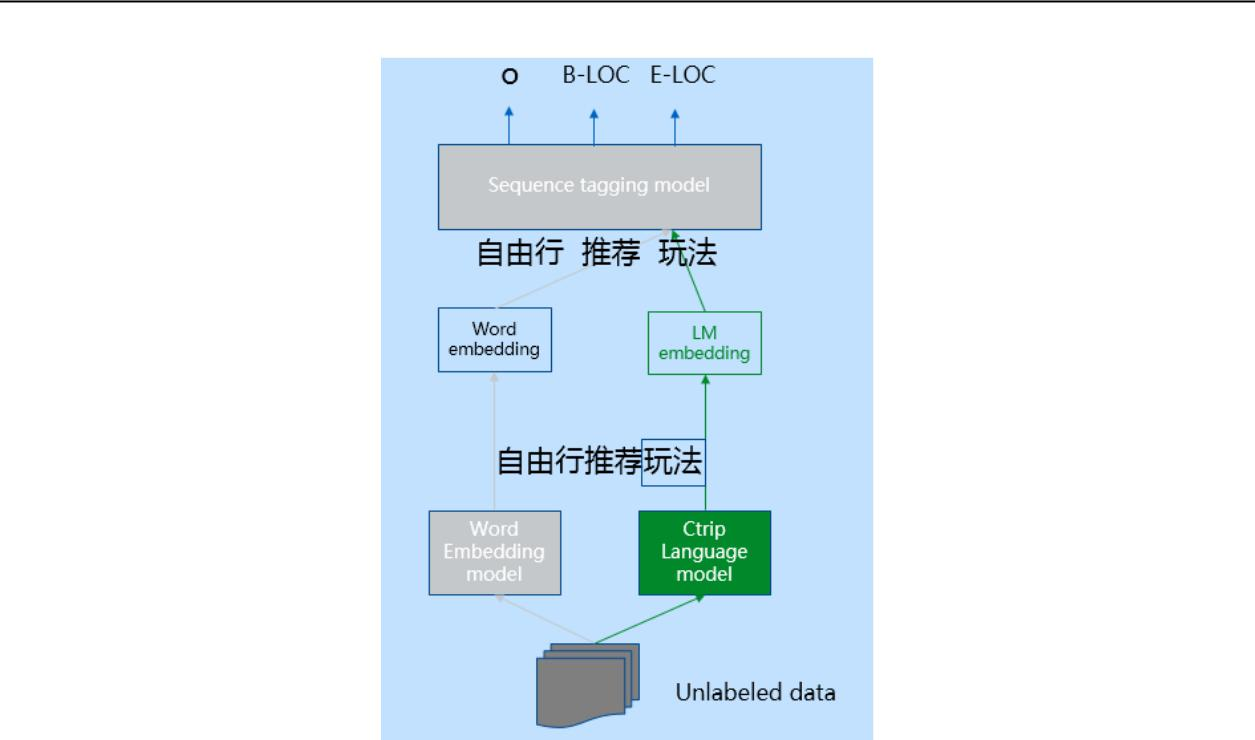 O B-LOC E-LOC
Sequence tagging model
自由行 推荐 玩法
Word
embedding
LM
embedding
自由行推荐玩法
Word
Embedding
model
Ctrip
Language
model
Unlabeled data